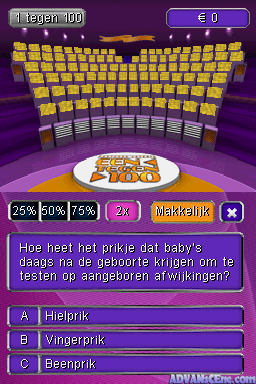 1 tegen 100
€ 0
EEN
TEGEN
100
25% 50% 75% 2x Makkelijk
Hoe heet het prikje dat baby's
daags na de geboorte krijgen om te
testen op aangeboren afwijkingen?
A Hielprik
B Vingerprik
C Beenprik
ADVANsCEne.com